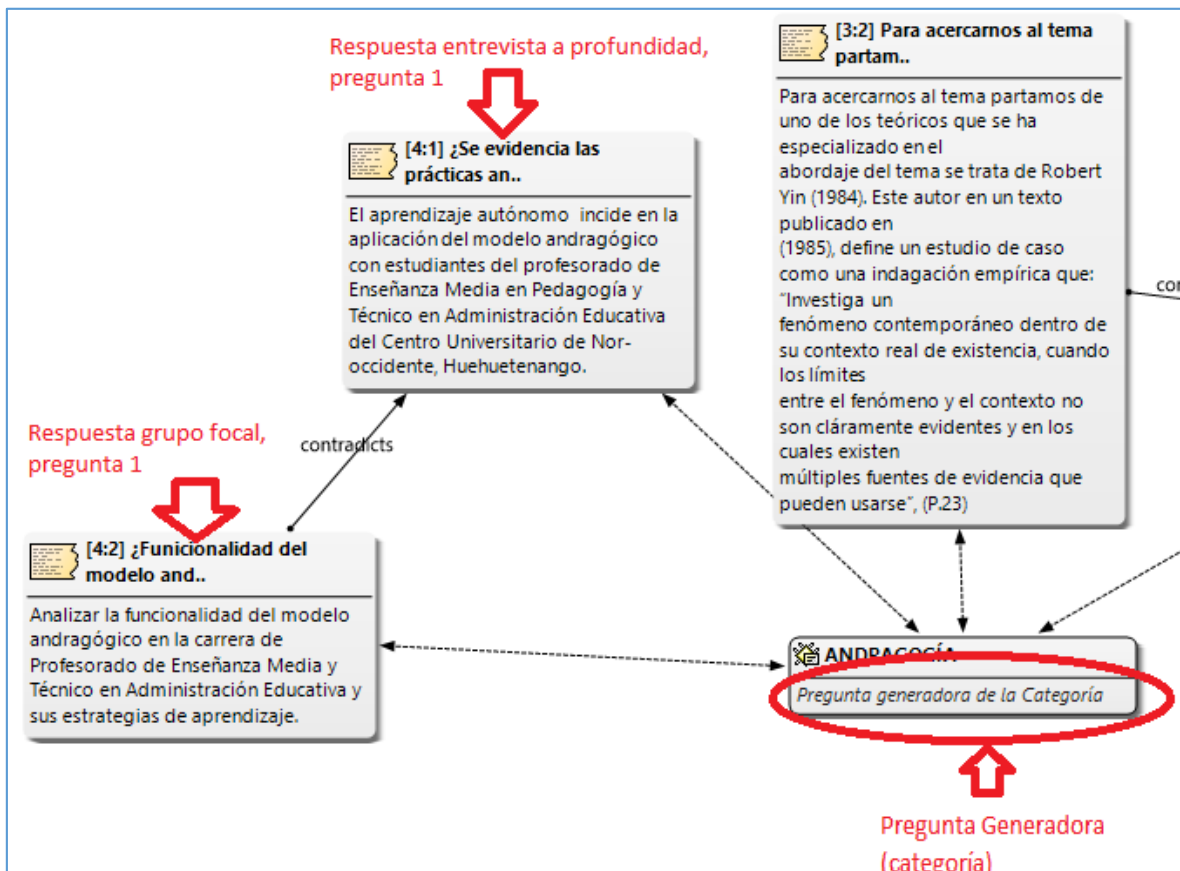 Respuesta entrevista a profundidad,
pregunta 1
[4:1] ¿Se evidencia las
prácticas an..
El aprendizaje autónomo incide en la
aplicación del modelo andragógico
con estudiantes del profesorado de
Enseñanza Media en Pedagogía y
Técnico en Administración Educativa
del Centro Universitario de Nor-
occidente, Huehuetenango.
[3:2] Para acercarnos al tema
partam..
Para acercarnos al tema partamos de
uno de los teóricos que se ha
especializado en el
abordaje del tema se trata de Robert
Yin (1984). Este autor en un texto
publicado en
(1985), define un estudio de caso
como una indagación empírica que:
“Investiga un
fenómeno contemporáneo dentro de
su contexto real de existencia, cuando
los límites
entre el fenómeno y el contexto no
son cláramente evidentes y en los
cuales existen
múltiples fuentes de evidencia que
pueden usarse”, (P.23)
Respuesta grupo focal,
pregunta 1
contradicts
[4:2] ¿Funicionalidad del
modelo and..
Analizar la funcionalidad del modelo
andragógico en la carrera de
Profesorado de Enseñanza Media y
Técnico en Administración Educativa y
sus estrategias de aprendizaje.
ANDRAGOGÍA
Pregunta generadora de la Categoría
Pregunta Generadora
(categoría)